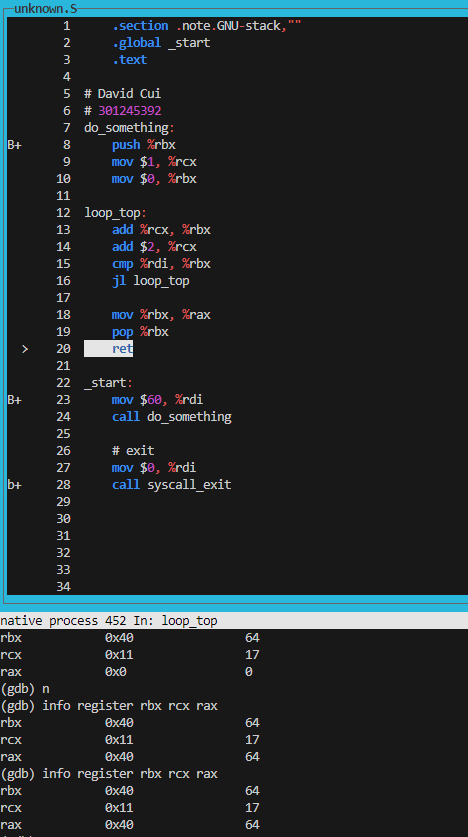 unknown.S
1 .section .note.GNU-stack,""
2 .global _start
3 .text
4
5 # David Cui
6 # 301245392
7 do_something:
B+ 8 push %rbx
9 mov $1, %rcx
10 mov $0, %rbx
11
12 loop_top:
13 add %rcx, %rbx
14 add $2, %rcx
15 cmp %rdi, %rbx
16 jl loop_top
17
18 mov %rbx, %rax
19 pop %rbx
> 20 ret
21
22 _start:
B+ 23 mov $60, %rdi
24 call do_something
25
26 # exit
27 mov $0, %rdi
b+ 28 call syscall_exit
29
30
31
32
33
34
native process 452 In: loop_top
rbx 0x40 64
rcx 0x11 17
rax 0x0 0
(gdb) n
(gdb) info register rbx rcx rax
rbx 0x40 64
rcx 0x11 17
rax 0x40 64
(gdb) info register rbx rcx rax
rbx 0x40 64
rcx 0x11 17
rax 0x40 64